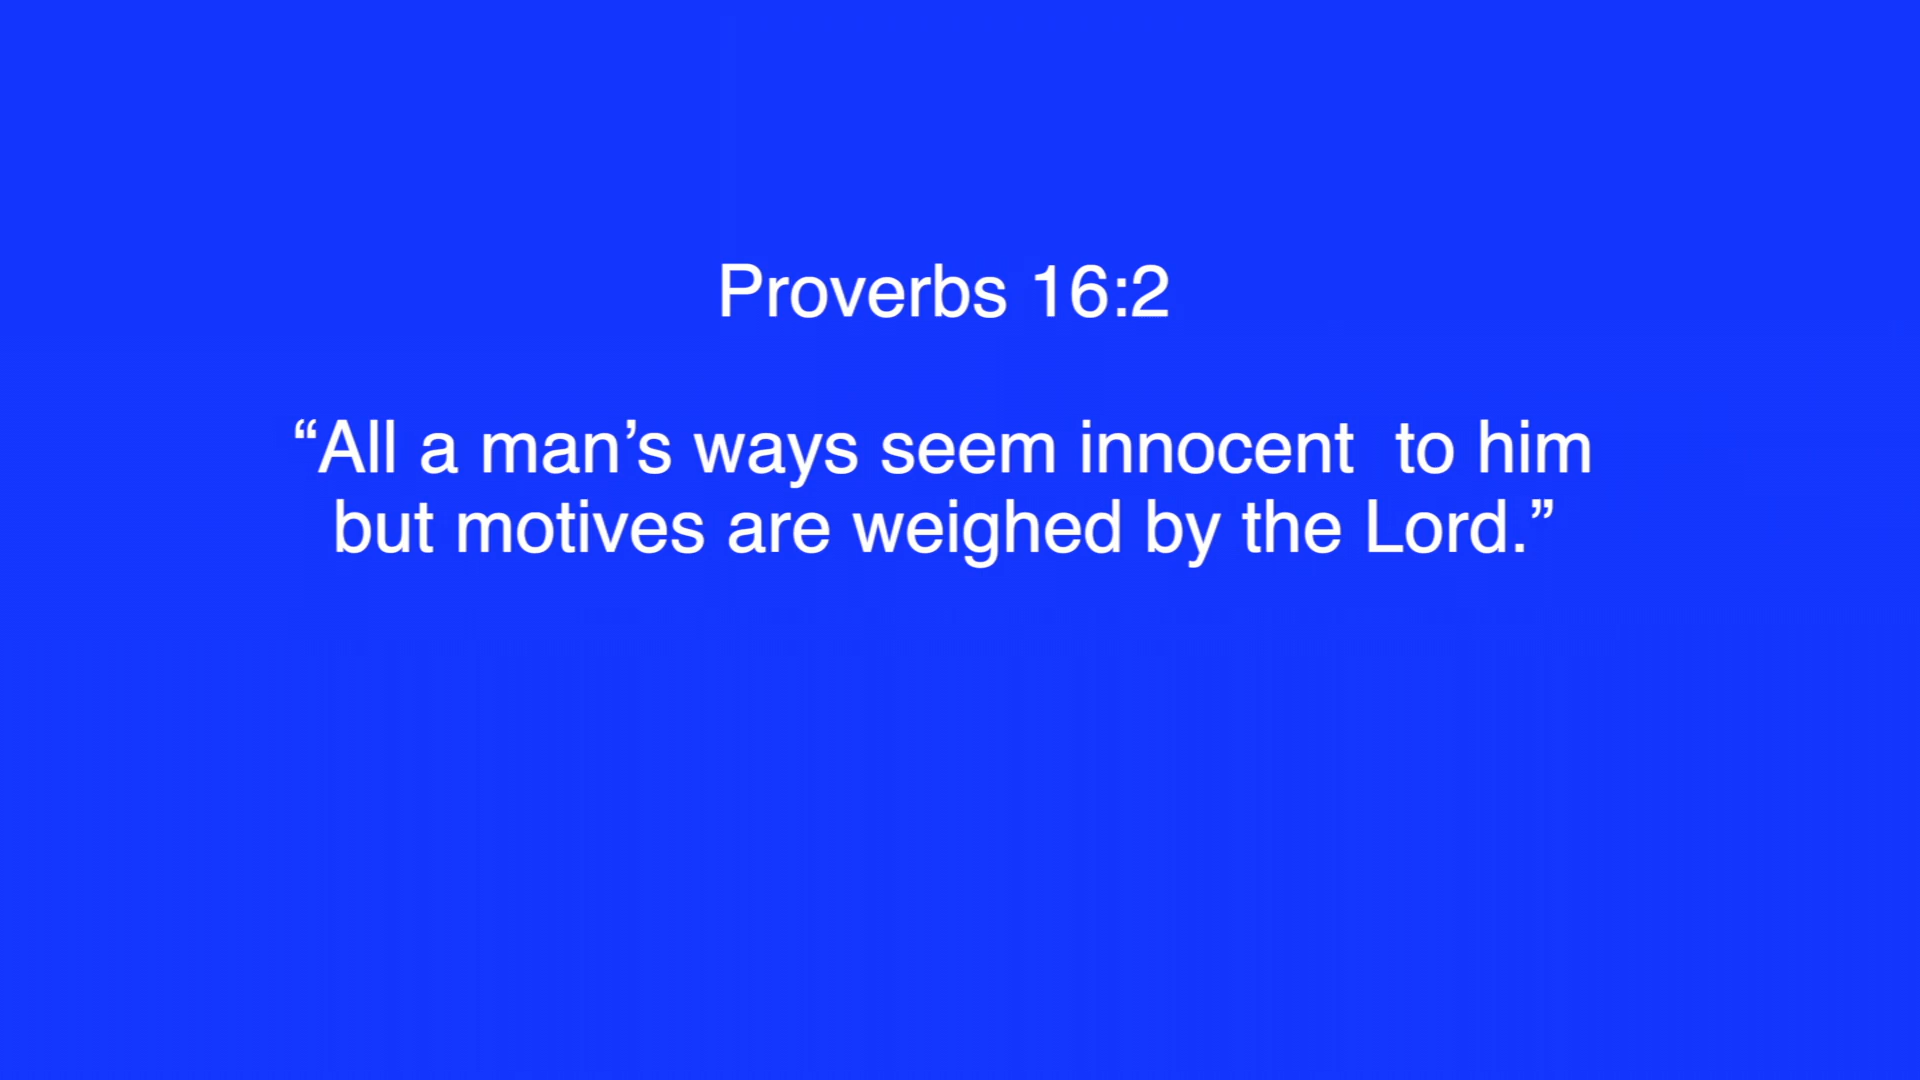 Proverbs 16:2
“All a man’s ways seem innocent  to him
but motives are weighed by the Lord.”